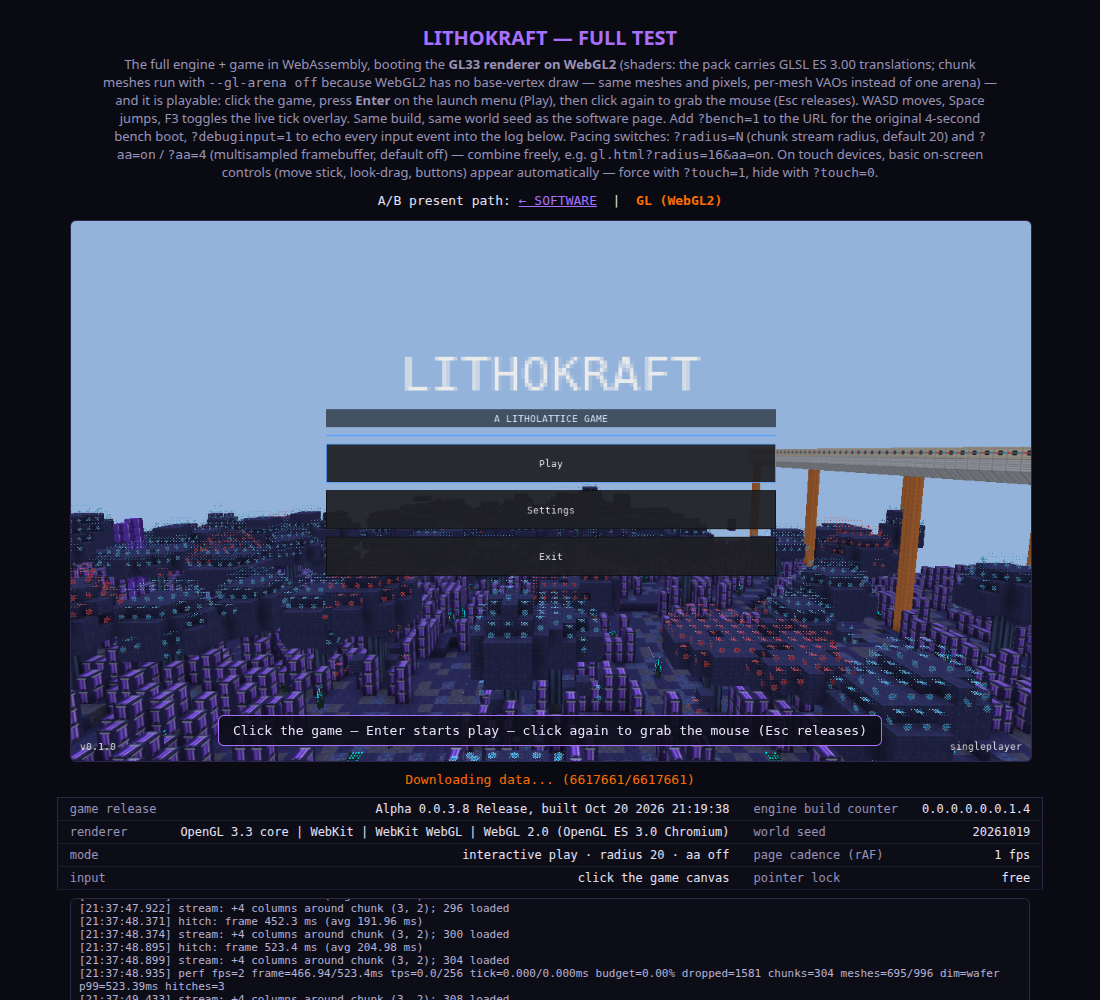 LITHOKRAFT — FULL TEST
The full engine + game in WebAssembly, booting the GL33 renderer on WebGL2 (shaders: the pack carries GLSL ES 3.00 translations; chunk
meshes run with --gl-arena off because WebGL2 has no base-vertex draw — same meshes and pixels, per-mesh VAOs instead of one arena) —
and it is playable: click the game, press Enter on the launch menu (Play), then click again to grab the mouse (Esc releases). WASD moves, Space
jumps, F3 toggles the live tick overlay. Same build, same world seed as the software page. Add ?bench=1 to the URL for the original 4-second
bench boot, ?debuginput=1 to echo every input event into the log below. Pacing switches: ?radius=N (chunk stream radius, default 20) and ?
aa=on / ?aa=4 (multisampled framebuffer, default off) — combine freely, e.g. gl.html?radius=16&aa=on. On touch devices, basic on-screen
controls (move stick, look-drag, buttons) appear automatically — force with ?touch=1, hide with ?touch=0.
A/B present path: ← SOFTWARE | GL (WebGL2)
LITHOKRAFT
A LITHOLATTICE GAME
Play
Settings
Exit
Click the game — Enter starts play — click again to grab the mouse (Esc releases)
v0.1.0
singleplayer
Downloading data... (6617661/6617661)
game release Alpha 0.0.3.8 Release, built Oct 20 2026 21:19:38 engine build counter 0.0.0.0.0.0.1.4
renderer OpenGL 3.3 core | WebKit | WebKit WebGL | WebGL 2.0 (OpenGL ES 3.0 Chromium) world seed 20261019
mode interactive play · radius 20 · aa off page cadence (rAF) 1 fps
input click the game canvas pointer lock free
[21:37:47.922] stream: +4 columns around chunk (3, 2); 296 loaded
[21:37:48.371] hitch: frame 452.3 ms (avg 191.96 ms)
[21:37:48.374] stream: +4 columns around chunk (3, 2); 300 loaded
[21:37:48.895] hitch: frame 523.4 ms (avg 204.98 ms)
[21:37:48.899] stream: +4 columns around chunk (3, 2); 304 loaded
[21:37:48.935] perf fps=2 frame=466.94/523.4ms tps=0.0/256 tick=0.000/0.000ms budget=0.00% dropped=1581 chunks=304 meshes=695/996 dim=wafer
p99=523.39ms hitches=3
[21:37:49.433] stream: +4 columns around chunk (3, 2); 308 loaded